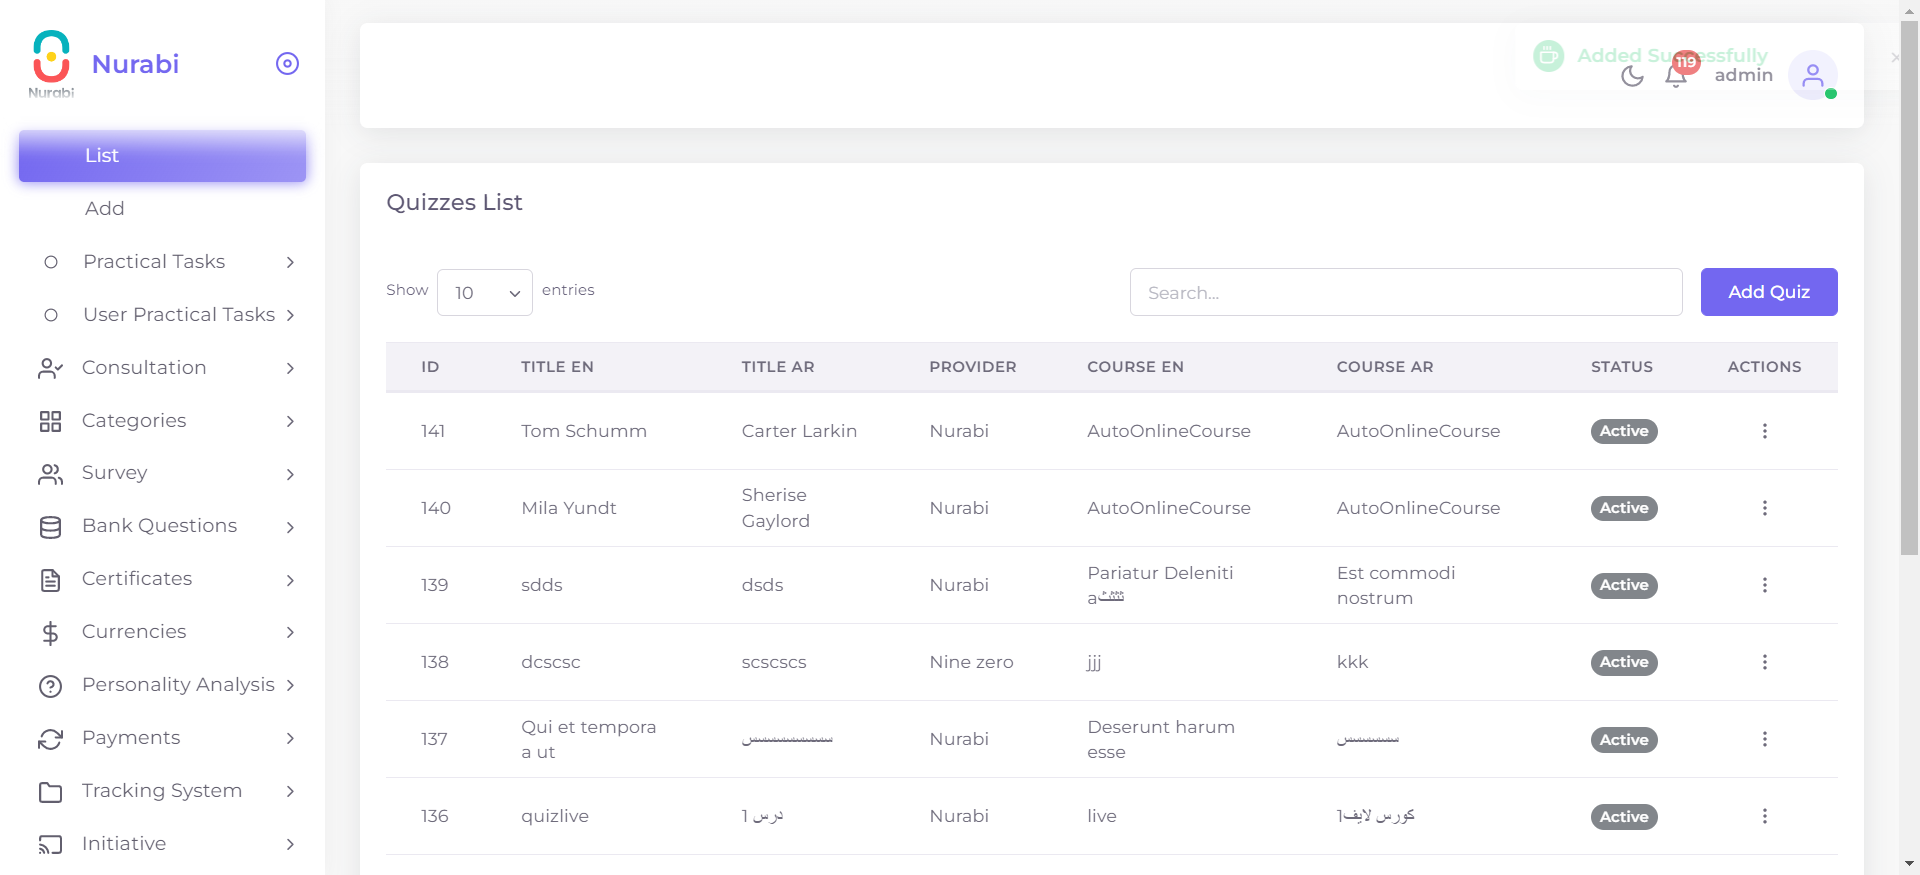 Nurabi
Nurabi
List
Add
Practical Tasks
User Practical Tasks
Consultation
Categories
Survey
Bank Questions
Certificates
Currencies
Personality Analysis
Payments
Tracking System
Initiative
Added Successfully
119
admin
Quizzes List
Show 10 entries
Search...
Add Quiz
ID TITLE EN TITLE AR PROVIDER COURSE EN COURSE AR STATUS ACTIONS
141 Tom Schumm Carter Larkin Nurabi AutoOnlineCourse AutoOnlineCourse Active
140 Mila Yundt Sherise Gaylord Nurabi AutoOnlineCourse AutoOnlineCourse Active
139 sdds dsds Nurabi Pariatur Deleniti a Est commodi nostrum Active
138 dcscsc scscscs Nine zero jjj kkk Active
137 Qui et tempora a ut Nurabi Deserunt harum esse Active
136 quizlive درس 1 Nurabi live كورس لايف1 Active